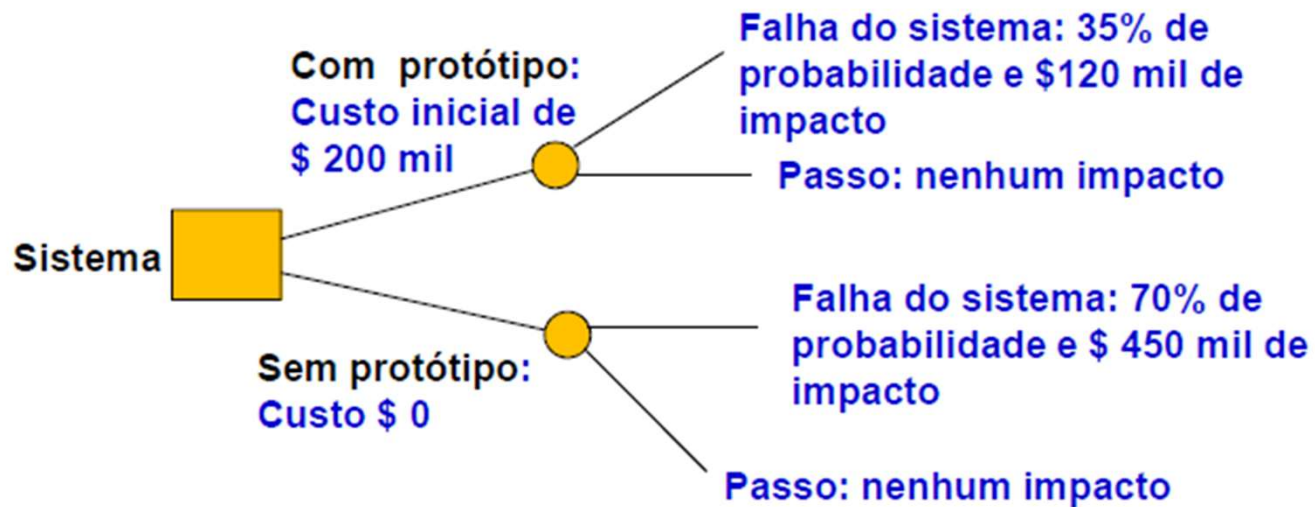 Com protótipo:
Custo inicial de
$ 200 mil
Falha do sistema: 35% de
probabilidade e $120 mil de
impacto
Passo: nenhum impacto
Sistema
Sem protótipo:
Custo $ 0
Falha do sistema: 70% de
probabilidade e $ 450 mil de
impacto
Passo: nenhum impacto